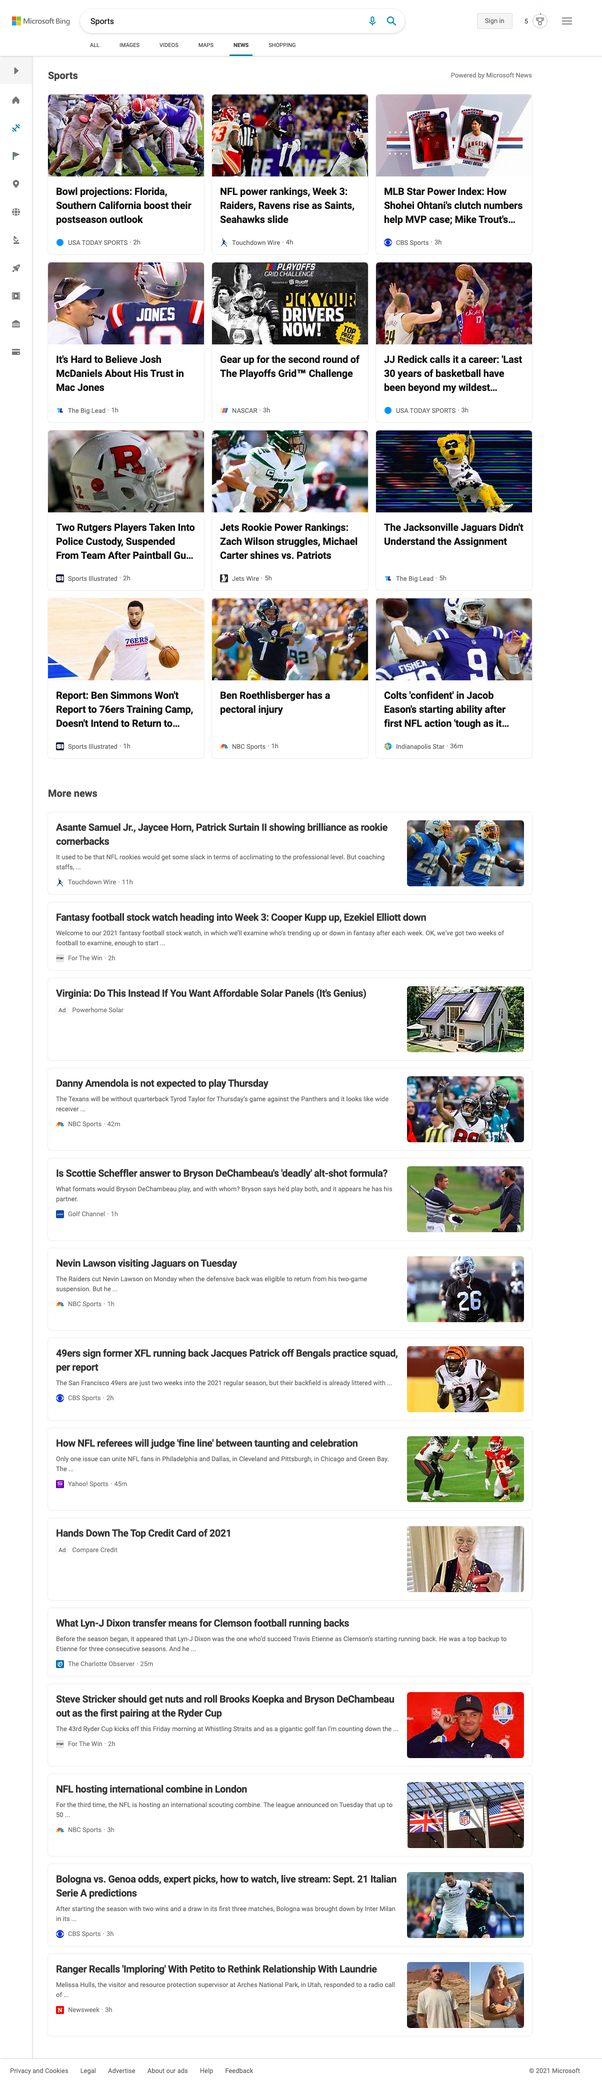 Microsoft Bing
Sports
Sign in
5
ALL IMAGES VIDEOS MAPS NEWS SHOPPING
Sports
Powered by Microsoft News
Bowl projections: Florida,
Southern California boost their
postseason outlook
USA TODAY SPORTS · 2h
NFL power rankings, Week 3:
Raiders, Ravens rise as Saints,
Seahawks slide
Touchdown Wire · 4h
ANGELS
MLB Star Power Index: How
Shohei Ohtani's clutch numbers
help MVP case; Mike Trout's...
CBS Sports · 3h
JONES
10
It's Hard to Believe Josh
McDaniels About His Trust in
Mac Jones
The Big Lead · 1h
PLAYOFFS
GRID CHALLENGE
PICK YOUR
DRIVERS
NOW!
TOP
PRIZE
Gear up for the second round of
The Playoffs Grid™ Challenge
NASCAR · 3h
24
17
JJ Redick calls it a career: 'Last
30 years of basketball have
been beyond my wildest...
USA TODAY SPORTS · 3h
R
12
Two Rutgers Players Taken Into
Police Custody, Suspended
From Team After Paintball Gu...
Sports Illustrated · 2h
2
Jets Rookie Power Rankings:
Zach Wilson struggles, Michael
Carter shines vs. Patriots
Jets Wire · 5h
The Jacksonville Jaguars Didn't
Understand the Assignment
The Big Lead · 5h
76ERS
Report: Ben Simmons Won't
Report to 76ers Training Camp,
Doesn't Intend to Return to...
Sports Illustrated · 1h
7
92
Ben Roethlisberger has a
pectoral injury
NBC Sports · 1h
FISHER
9
Colts 'confident' in Jacob
Eason's starting ability after
first NFL action 'tough as it...
Indianapolis Star · 36m
More news
Asante Samuel Jr., Jaycee Horn, Patrick Surtain II showing brilliance as rookie
cornerbacks
It used to be that NFL rookies would get some slack in terms of acclimating to the professional level. But coaching
staffs, ...
Touchdown Wire · 11h
Fantasy football stock watch heading into Week 3: Cooper Kupp up, Ezekiel Elliott down
Welcome to our 2021 fantasy football stock watch, in which we'll examine who's trending up or down in fantasy after each week. OK, we've got two weeks of
football to examine, enough to start ...
For The Win · 2h
Virginia: Do This Instead If You Want Affordable Solar Panels (It's Genius)
Ad Powerhome Solar
Danny Amendola is not expected to play Thursday
The Texans will be without quarterback Tyrod Taylor for Thursday's game against the Panthers and it looks like wide
receiver ...
NBC Sports · 42m
Is Scottie Scheffler answer to Bryson DeChambeau's 'deadly' alt-shot formula?
What formats would Bryson DeChambeau play, and with whom? Bryson says he'd play both, and it appears he has his
partner.
Golf Channel · 1h
Nevin Lawson visiting Jaguars on Tuesday
The Raiders cut Nevin Lawson on Monday when the defensive back was eligible to return from his two-game
suspension. But he ...
NBC Sports · 1h
26
49ers sign former XFL running back Jacques Patrick off Bengals practice squad,
per report
The San Francisco 49ers are just two weeks into the 2021 regular season, but their backfield is already littered with ...
CBS Sports · 2h
31
How NFL referees will judge 'fine line' between taunting and celebration
Only one issue can unite NFL fans in Philadelphia and Dallas, in Cleveland and Pittsburgh, in Chicago and Green Bay.
The ...
Yahoo! Sports · 45m
Hands Down The Top Credit Card of 2021
Ad Compare Credit
What Lyn-J Dixon transfer means for Clemson football running backs
Before the season began, it appeared that Lyn-J Dixon was the one who'd succeed Travis Etienne as Clemson's starting running back. He was a top backup to
Etienne for three consecutive seasons. And he ...
The Charlotte Observer · 25m
Steve Stricker should get nuts and roll Brooks Koepka and Bryson DeChambeau
out as the first pairing at the Ryder Cup
The 43rd Ryder Cup kicks off this Friday morning at Whistling Straits and as a gigantic golf fan I'm counting down the ...
For The Win · 2h
NFL hosting international combine in London
For the third time, the NFL is hosting an international scouting combine. The league announced on Tuesday that up to
50 ...
NBC Sports · 3h
NFL
Bologna vs. Genoa odds, expert picks, how to watch, live stream: Sept. 21 Italian
Serie A predictions
After starting the season with two wins and a draw in its first three matches, Bologna was brought down by Inter Milan
in its ...
CBS Sports · 3h
Ranger Recalls 'Imploring' With Petito to Rethink Relationship With Laundrie
Melissa Hulls, the visitor and resource protection supervisor at Arches National Park, in Utah, responded to a radio call
of ...
Newsweek · 3h
Privacy and Cookies Legal Advertise About our ads Help Feedback
© 2021 Microsoft